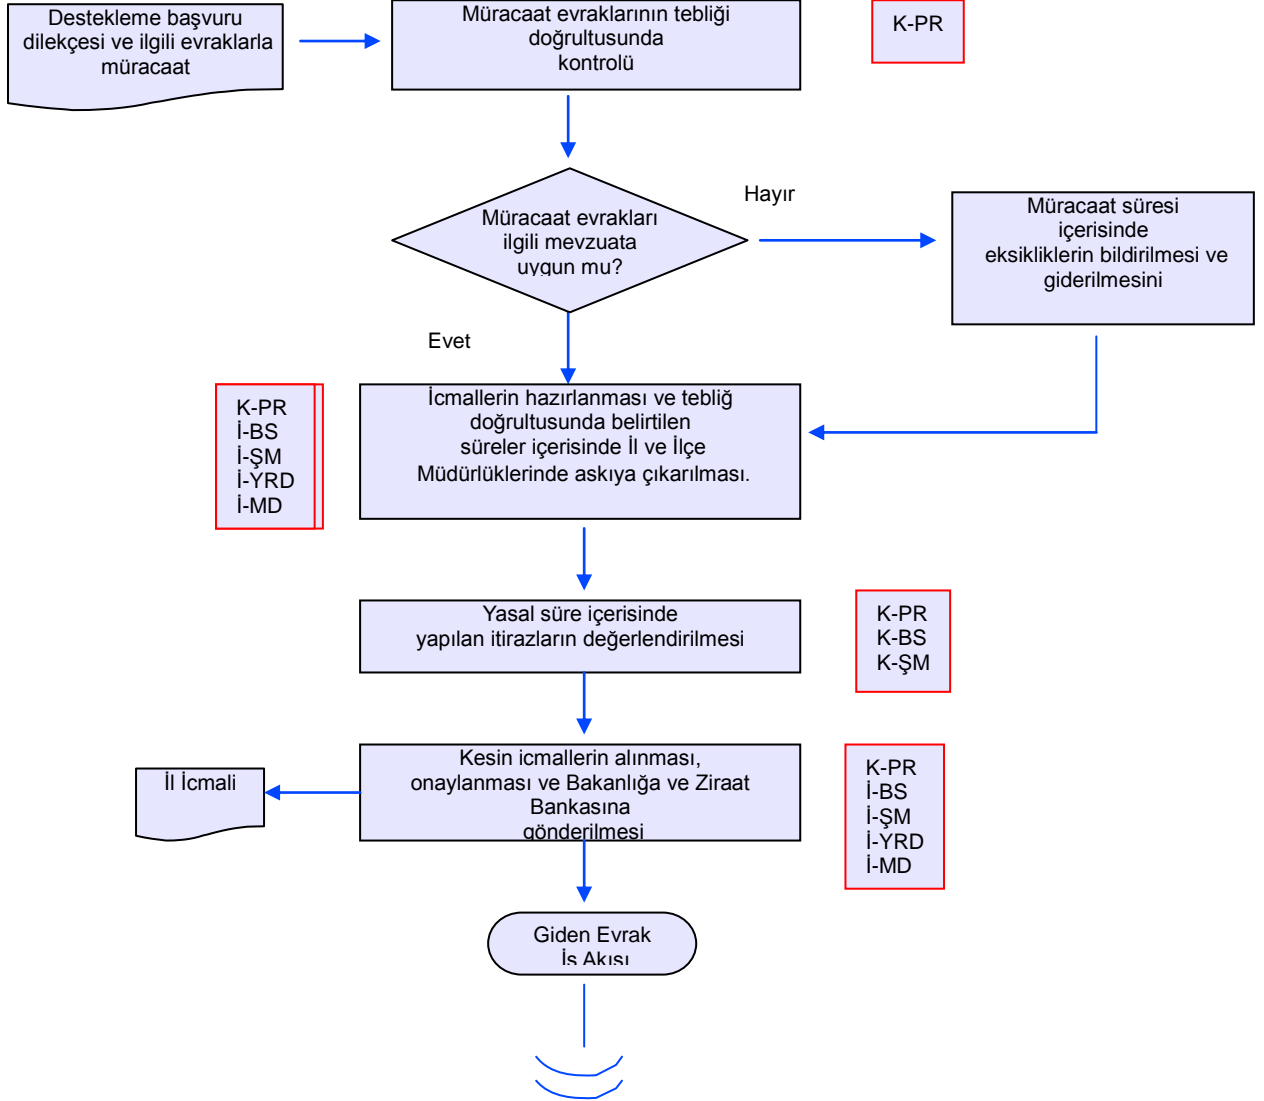 Destekleme başvuru
dilekçesi ve ilgili evraklarla
müracaat
Müracaat evraklarının tebliği
doğrultusunda
kontrolü
K-PR
Müracaat evrakları
ilgili mevzuata
uygun mu?
Hayır
Müracaat süresi
içerisinde
eksikliklerin bildirilmesi ve
giderilmesini
Evet
K-PR
İ-BS
İ-ŞM
İ-YRD
İ-MD
İcmallerin hazırlanması ve tebliğ
doğrultusunda belirtilen
süreler içerisinde İl ve İlçe
Müdürlüklerinde askıya çıkarılması.
Yasal süre içerisinde
yapılan itirazların değerlendirilmesi
K-PR
K-BS
K-ŞM
İl İcmali
Kesin icmallerin alınması,
onaylanması ve Bakanlığa ve Ziraat
Bankasına
gönderilmesi
K-PR
İ-BS
İ-ŞM
İ-YRD
İ-MD
Giden Evrak
İş Akışı